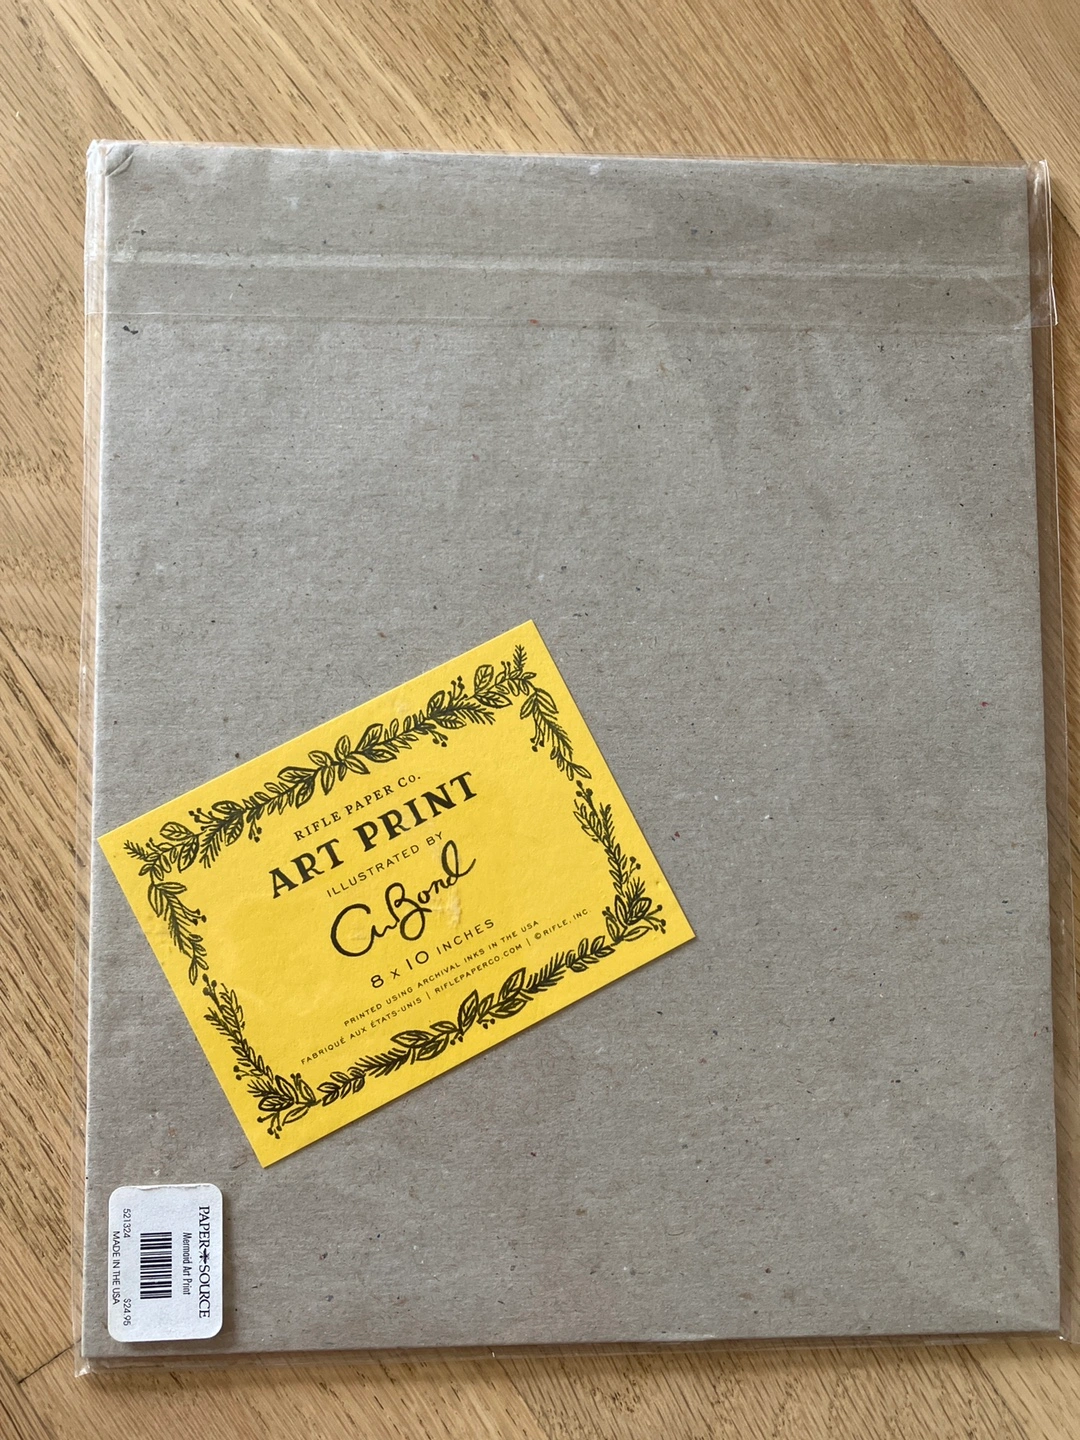 RIFLE PAPER Co.
ART PRINT
ILLUSTRATED BY
AnBond
8 x 10 INCHES
PRINTED USING ARCHIVAL INKS IN THE USA
FABRIQUÉ AUX ÉTATS-UNIS | RIFLEPAPERCO.COM | © RIFLE, INC
PAPER SOURCE
Mermaid Art Print
521324 $24.95
MADE IN THE USA